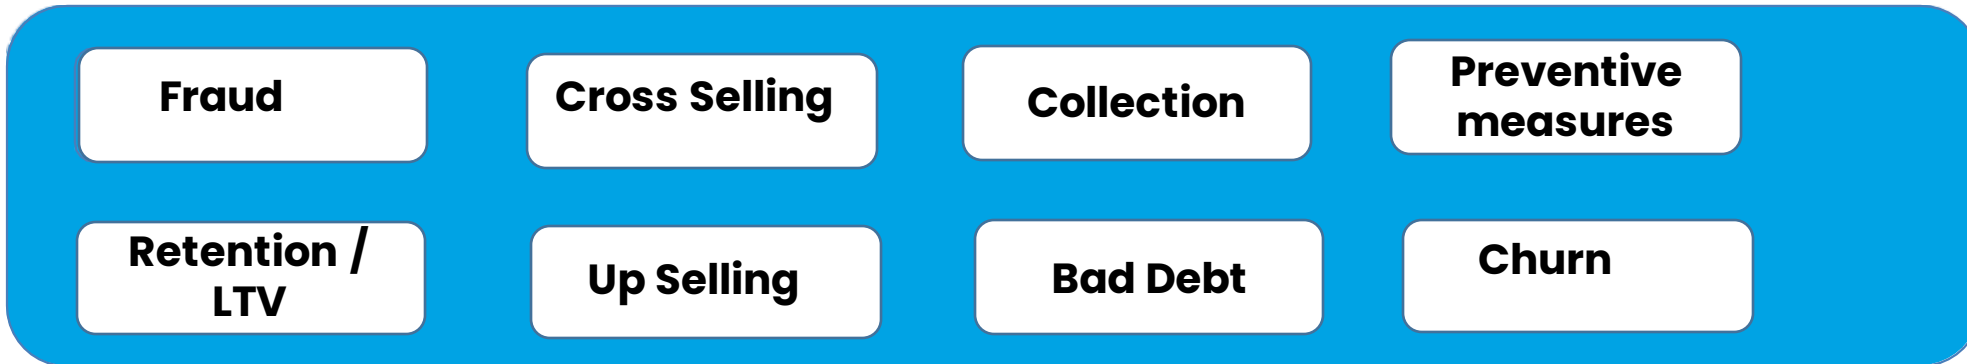 Fraud
Cross Selling
Collection
Preventive
measures
Retention /
LTV
Up Selling
Bad Debt
Churn